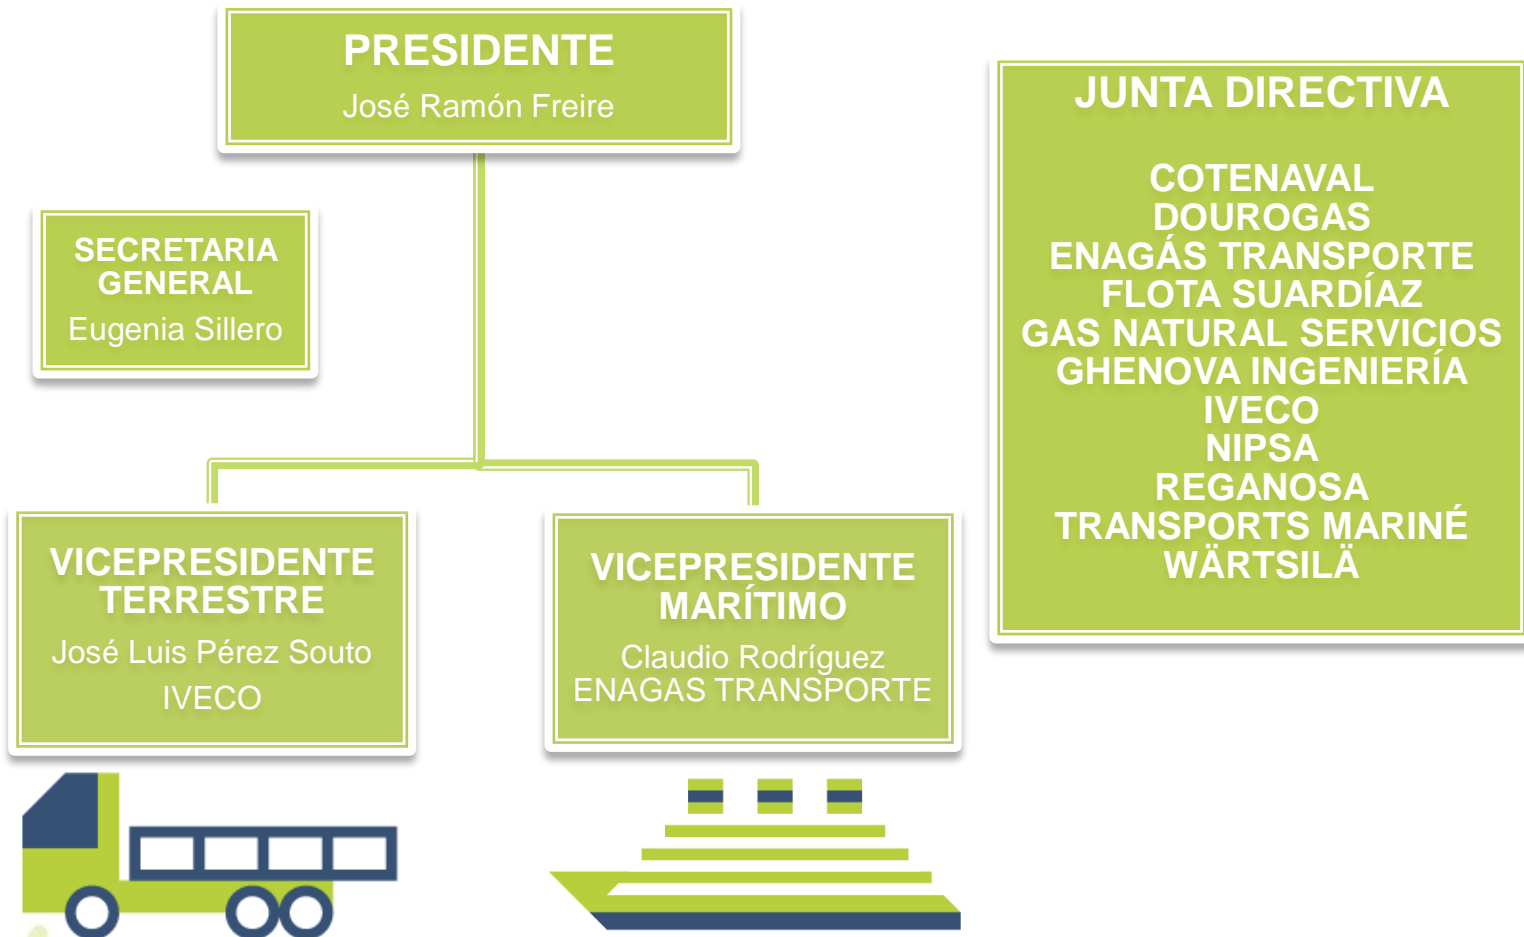 PRESIDENTE
José Ramón Freire
SECRETARIA
GENERAL
Eugenia Sillero
VICEPRESIDENTE
TERRESTRE
José Luis Pérez Souto
IVECO
VICEPRESIDENTE
MARÍTIMO
Claudio Rodríguez
ENAGAS TRANSPORTE
JUNTA DIRECTIVA
COTENAVAL
DOUROGAS
ENAGÁS TRANSPORTE
FLOTA SUARDÍAZ
GAS NATURAL SERVICIOS
GHENOVA INGENIERÍA
IVECO
NIPSA
REGANOSA
TRANSPORTS MARINÉ
WÄRTSILÄ